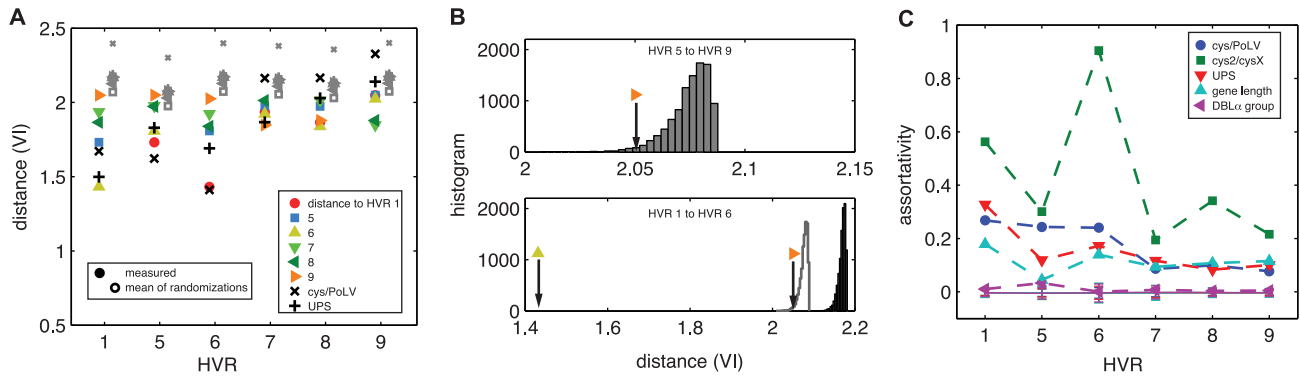 A
2.5
2
1.5
1
0.5
distance (VI)
1 5 6 7 8 9
HVR
measured
mean of randomizations
distance to HVR 1
5
6
7
8
9
cys/PoLV
UPS
B
histogram
HVR 5 to HVR 9
2000
1000
0
2 2.05 2.1 2.15
HVR 1 to HVR 6
2000
1000
0
1.4 1.6 1.8 2 2.2
distance (VI)
C
1
0.8
0.6
0.4
0.2
0
assortativity
cys/PoLV
cys2/cysX
UPS
gene length
DBLα group
1 5 6 7 8 9
HVR